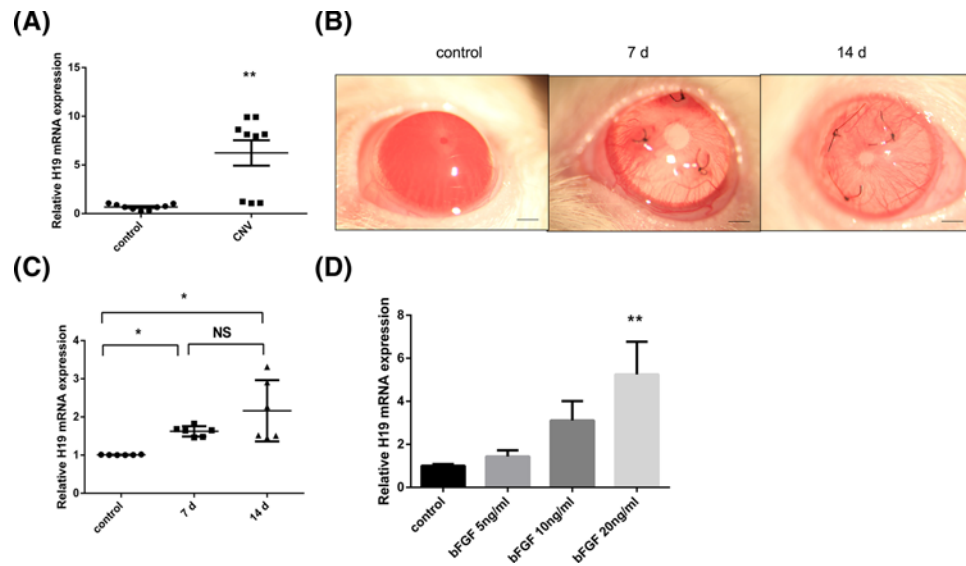 (A)
Relative H19 mRNA expression
15
10
5
0
**
control
CNV
(B)
control
7 d
14 d
(C)
Relative H19 mRNA expression
4
3
2
1
0
*
*
NS
control
7 d
14 d
(D)
Relative H19 mRNA expression
8
6
4
2
0
**
control
bFGF 5ng/ml
bFGF 10ng/ml
bFGF 20ng/ml